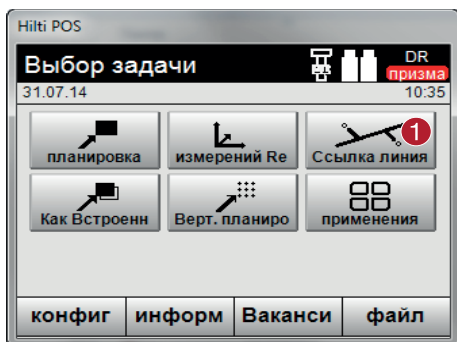 Hilti POS
Выбор задачи
DR
призма
31.07.14 10:35
планировка измерений Re Ссылка линия
1
Как Встроенн Верт. планиро применения
конфиг информ Ваканси файл